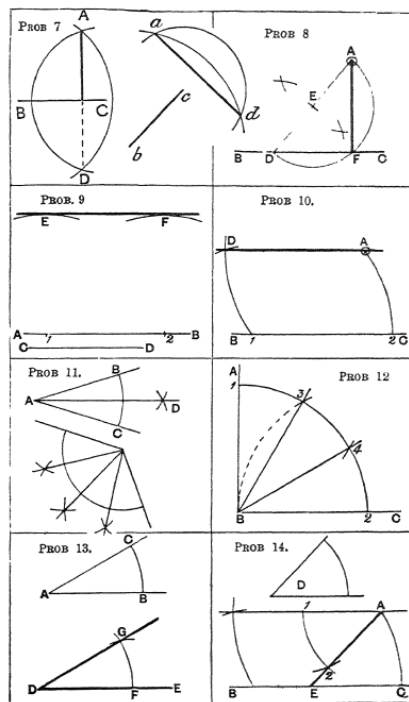 PROB 7
A
B
C
D
a
c
b
d
PROB 8
A
E
B D F C
PROB. 9
E F
A 1 2 B
C D
PROB 10.
D A
B 1 2 C
PROB 11.
B
A D
C
PROB 12
A
1
3
4
B 2 C
PROB 13.
C
A B
G
D F E
PROB 14.
D
1 A
2
B E C